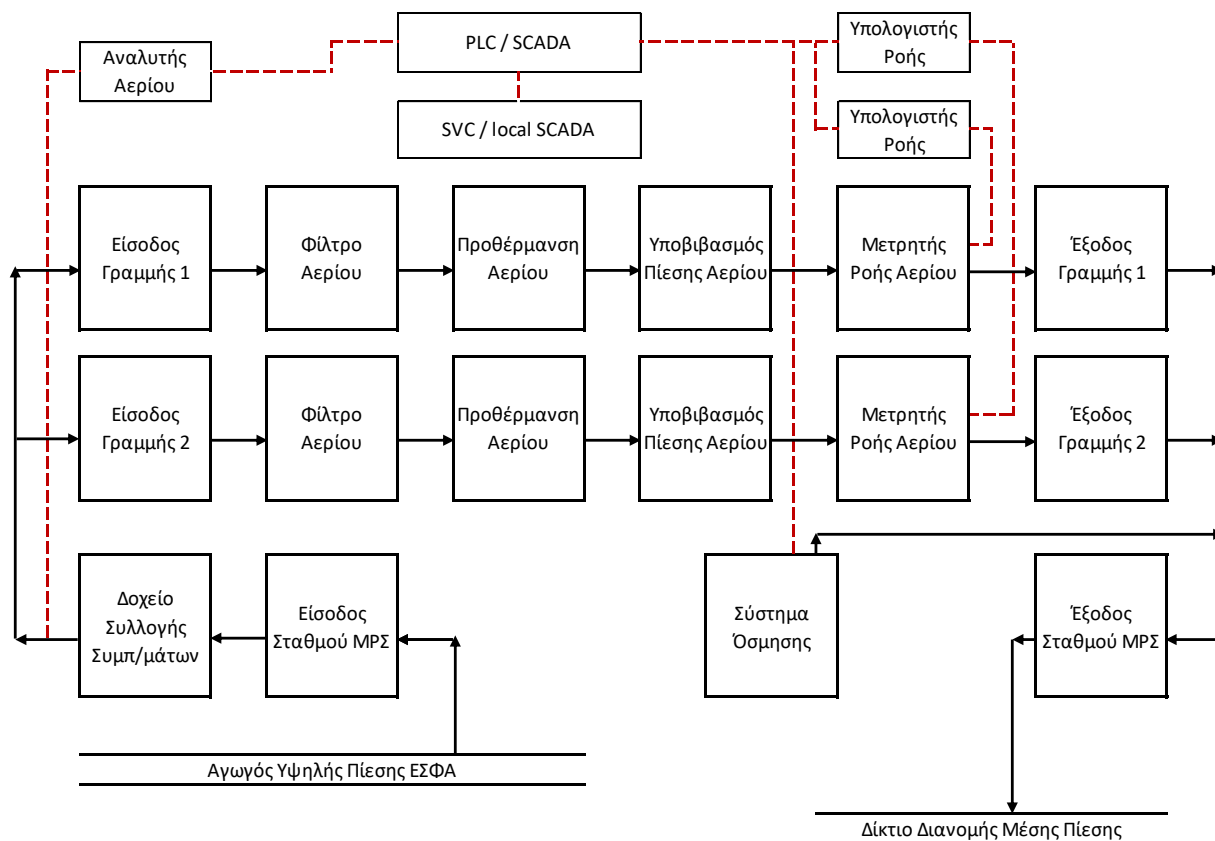 PLC / SCADA
Υπολογιστής
Ροής
Αναλυτής
Αερίου
SVC / local SCADA
Υπολογιστής
Ροής
Είσοδος
Γραμμής 1
Φίλτρο
Αερίου
Προθέρμανση
Αερίου
Υποβιβασμός
Πίεσης Αερίου
Μετρητής
Ροής Αερίου
Έξοδος
Γραμμής 1
Είσοδος
Γραμμής 2
Φίλτρο
Αερίου
Προθέρμανση
Αερίου
Υποβιβασμός
Πίεσης Αερίου
Μετρητής
Ροής Αερίου
Έξοδος
Γραμμής 2
Δοχείο
Συλλογής
Συμπ/μάτων
Είσοδος
Σταθμού ΜΡΣ
Σύστημα
Όσμησης
Έξοδος
Σταθμού ΜΡΣ
Αγωγός Υψηλής Πίεσης ΕΣΦΑ
Δίκτιο Διανομής Μέσης Πίεσης